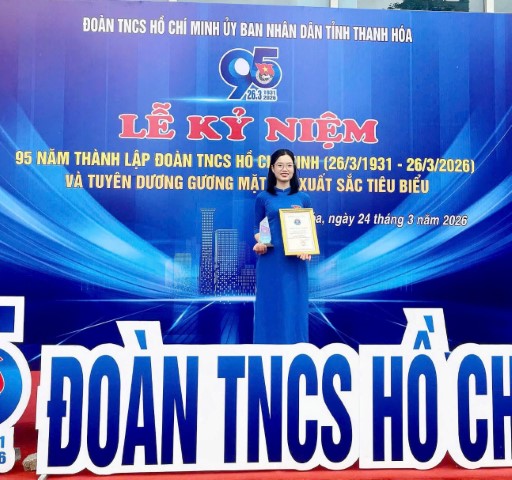 ĐOÀN TNCS HỒ CHÍ MINH ỦY BAN NHÂN DÂN TỈNH THANH HÓA
95
26.3 1931
2026
LỄ KỶ NIỆM
95 NĂM THÀNH LẬP ĐOÀN TNCS HỒ CHÍ MINH (26/3/1931 - 26/3/2026)
VÀ TUYÊN DƯƠNG GƯƠNG MẶT XUẤT SẮC TIÊU BIỂU
ngày 24 tháng 3 năm 2026
ĐOÀN TNCS HỒ CH